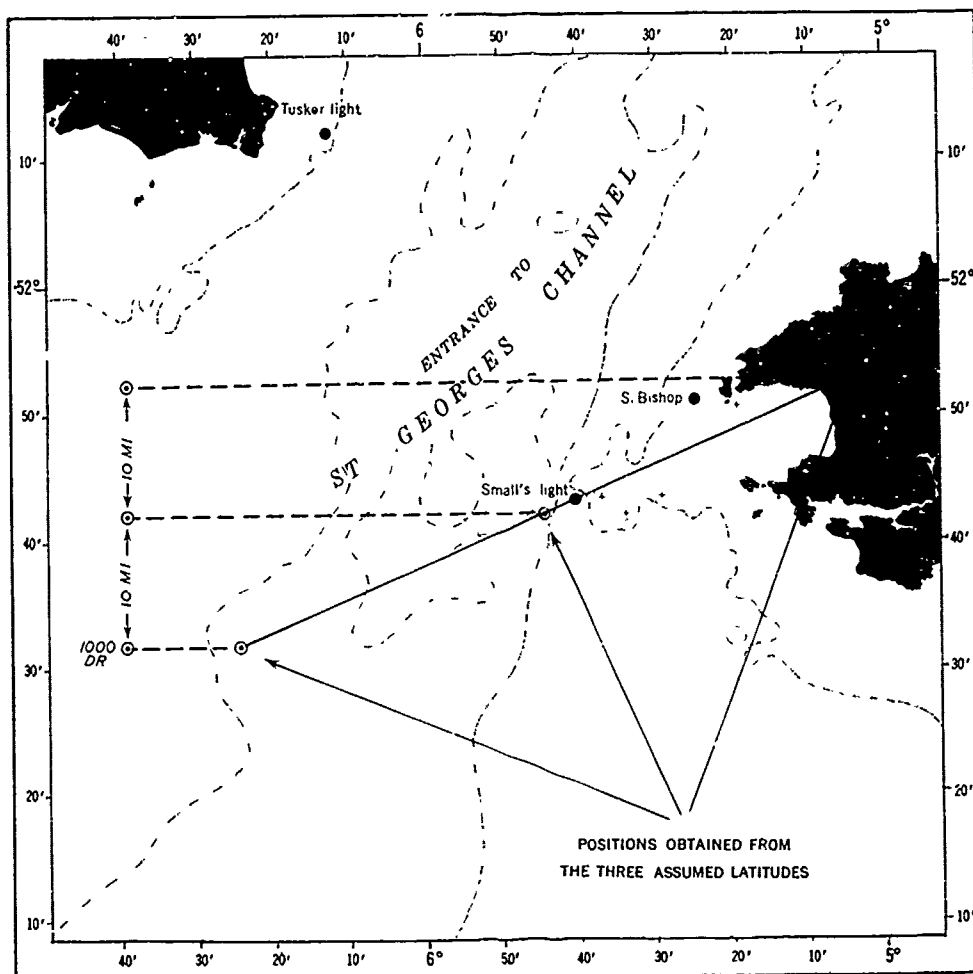 40' 30' 20' 10' 6 50' 40' 30' 20' 10' 5°
Tusker light
10' 10'
ENTRANCE TO
ST GEORGES CHANNEL
52° 52°
S. Bishop
50' 50'
10 MI
Small's light
40' 40'
10 MI
1000
DR
30' 30'
20' 20'
POSITIONS OBTAINED FROM
THE THREE ASSUMED LATITUDES
10' 10'
40' 30' 20' 10' 6° 50' 40' 30' 20' 10' 5°